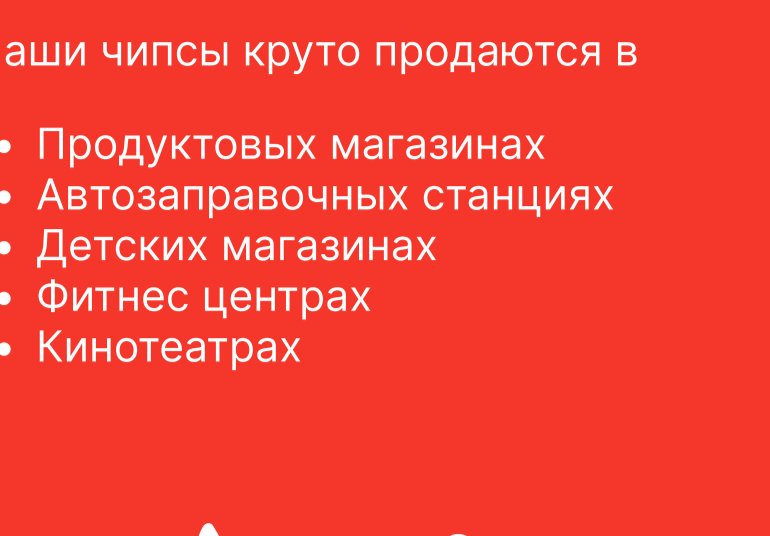 аши чипсы круто продаются в
• Продуктовых магазинах
• Автозаправочных станциях
• Детских магазинах
• Фитнес центрах
• Кинотеатрах